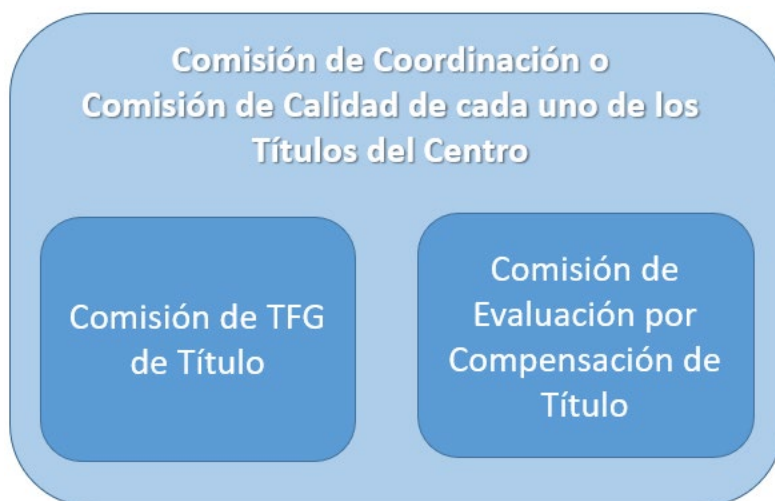 Comisión de Coordinación o
Comisión de Calidad de cada uno de los
Títulos del Centro
Comisión de TFG
de Título
Comisión de
Evaluación por
Compensación de
Título